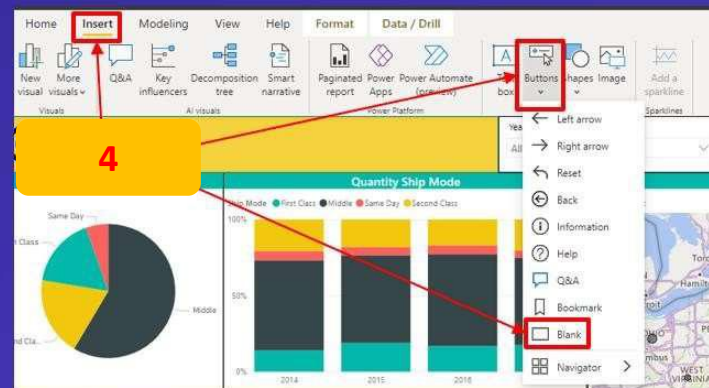 Home Insert Modeling View Help Format Data / Drill
New visual
More visuals
Q&A
Key influencers
Decomposition tree
Smart narrative
Paginated report
Power Apps
Power Automate (preview)
box
Buttons
Shapes
Image
Add a sparkline
Visuals
AI visuals
Power Platform
Sparklines
4
Left arrow
Right arrow
Reset
Back
Information
Help
Q&A
Bookmark
Blank
Navigator
Quantity Ship Mode
Ship Mode First Class Middle Same Day Second Class
Same Day
Class
Middle
100%
50%
0%
2014 2015 2016
WEST